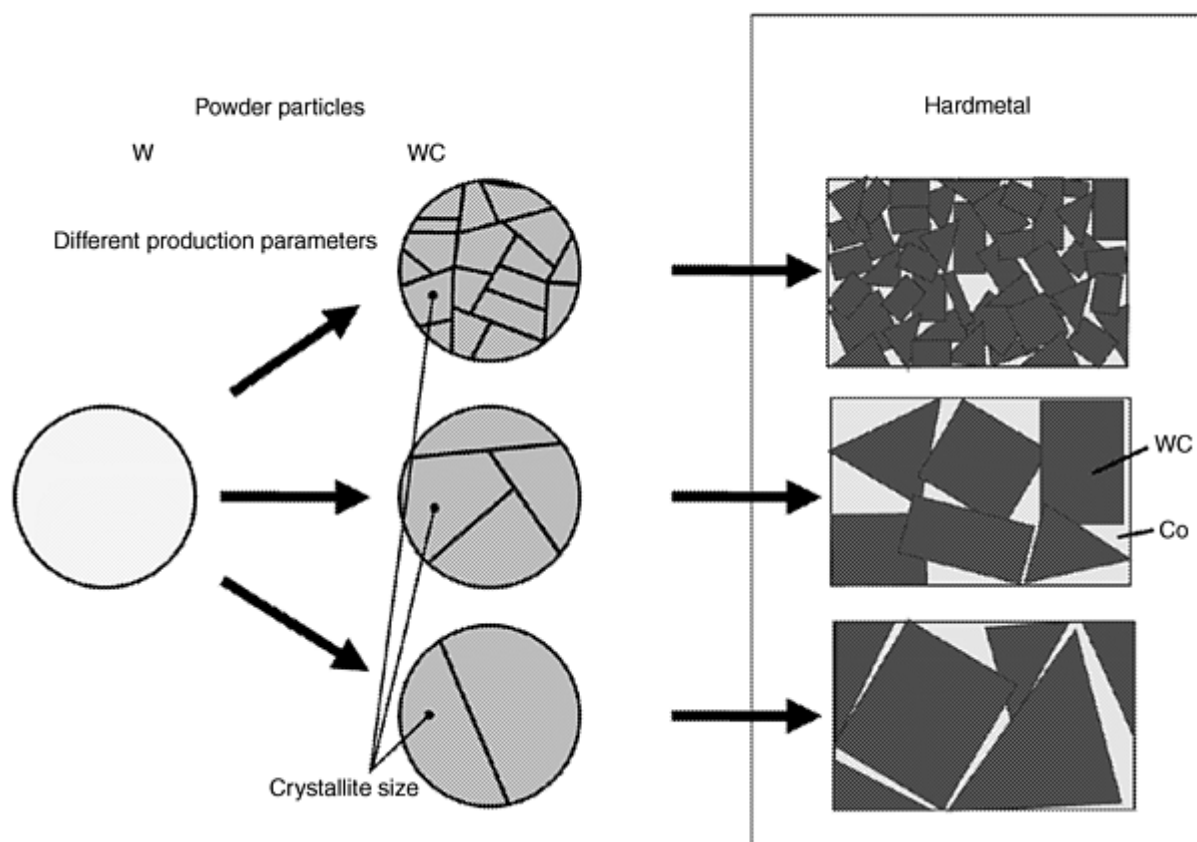 Powder particles
Hardmetal
W
WC
Different production parameters
WC
Co
Crystallite size